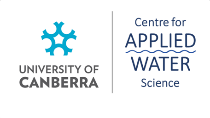 UNIVERSITY OF
CANBERRA
Centre for
APPLIED
WATER
Science